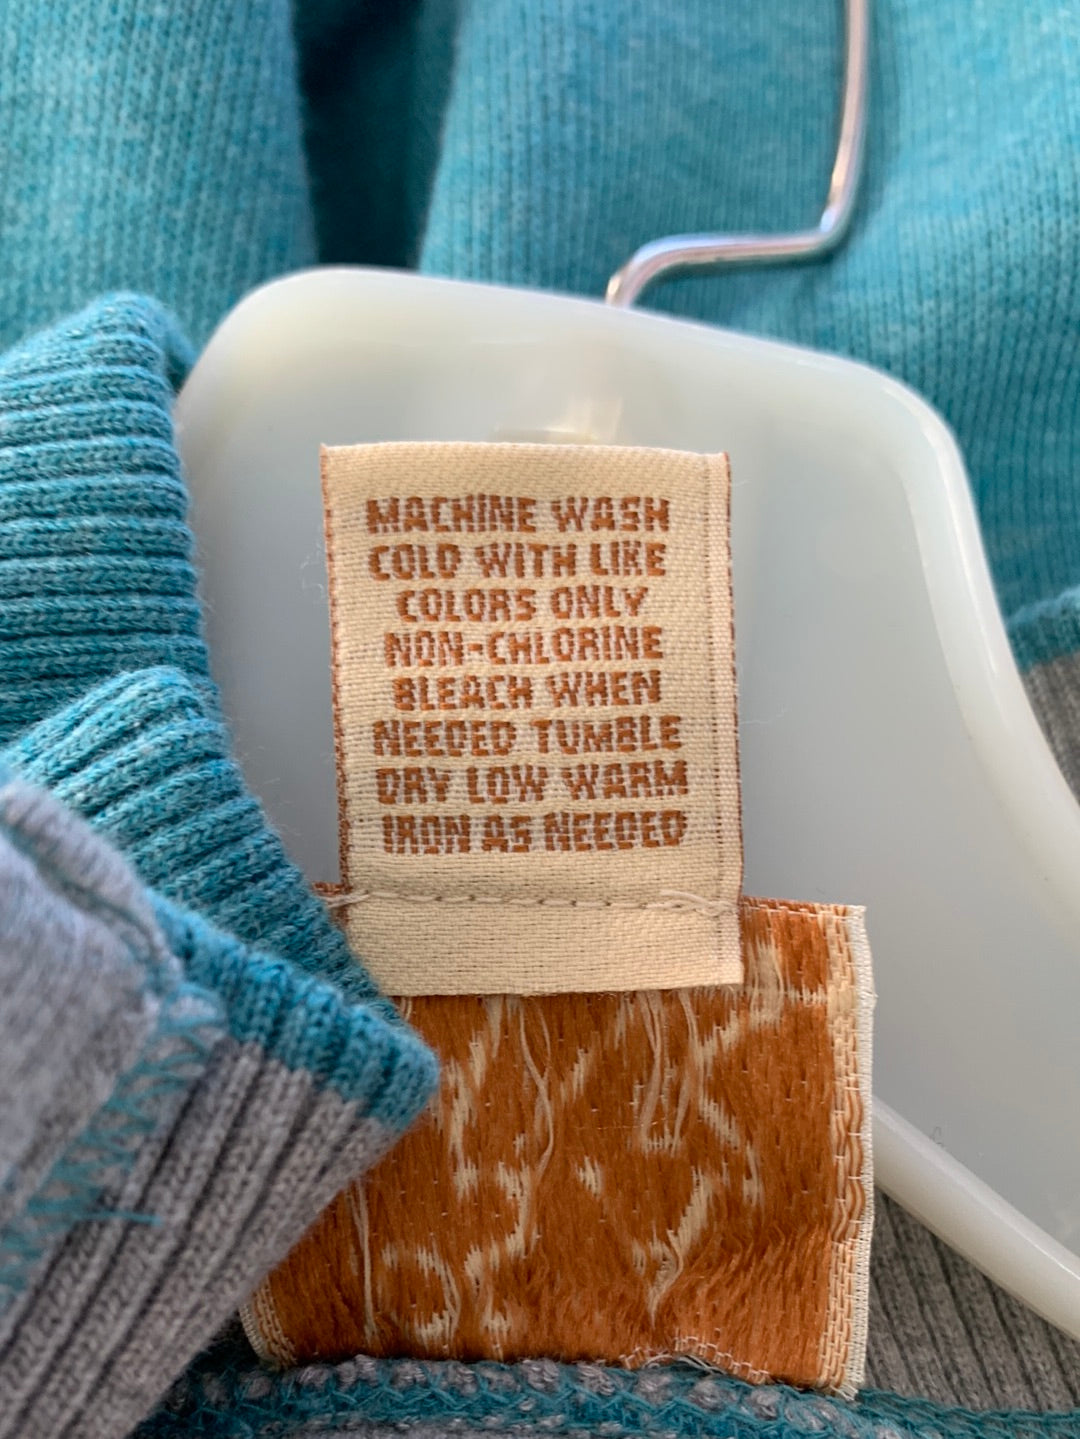 MACHINE WASH
COLD WITH LIKE
COLORS ONLY
NON-CHLORINE
BLEACH WHEN
NEEDED TUMBLE
DRY LOW WARM
IRON AS NEEDED